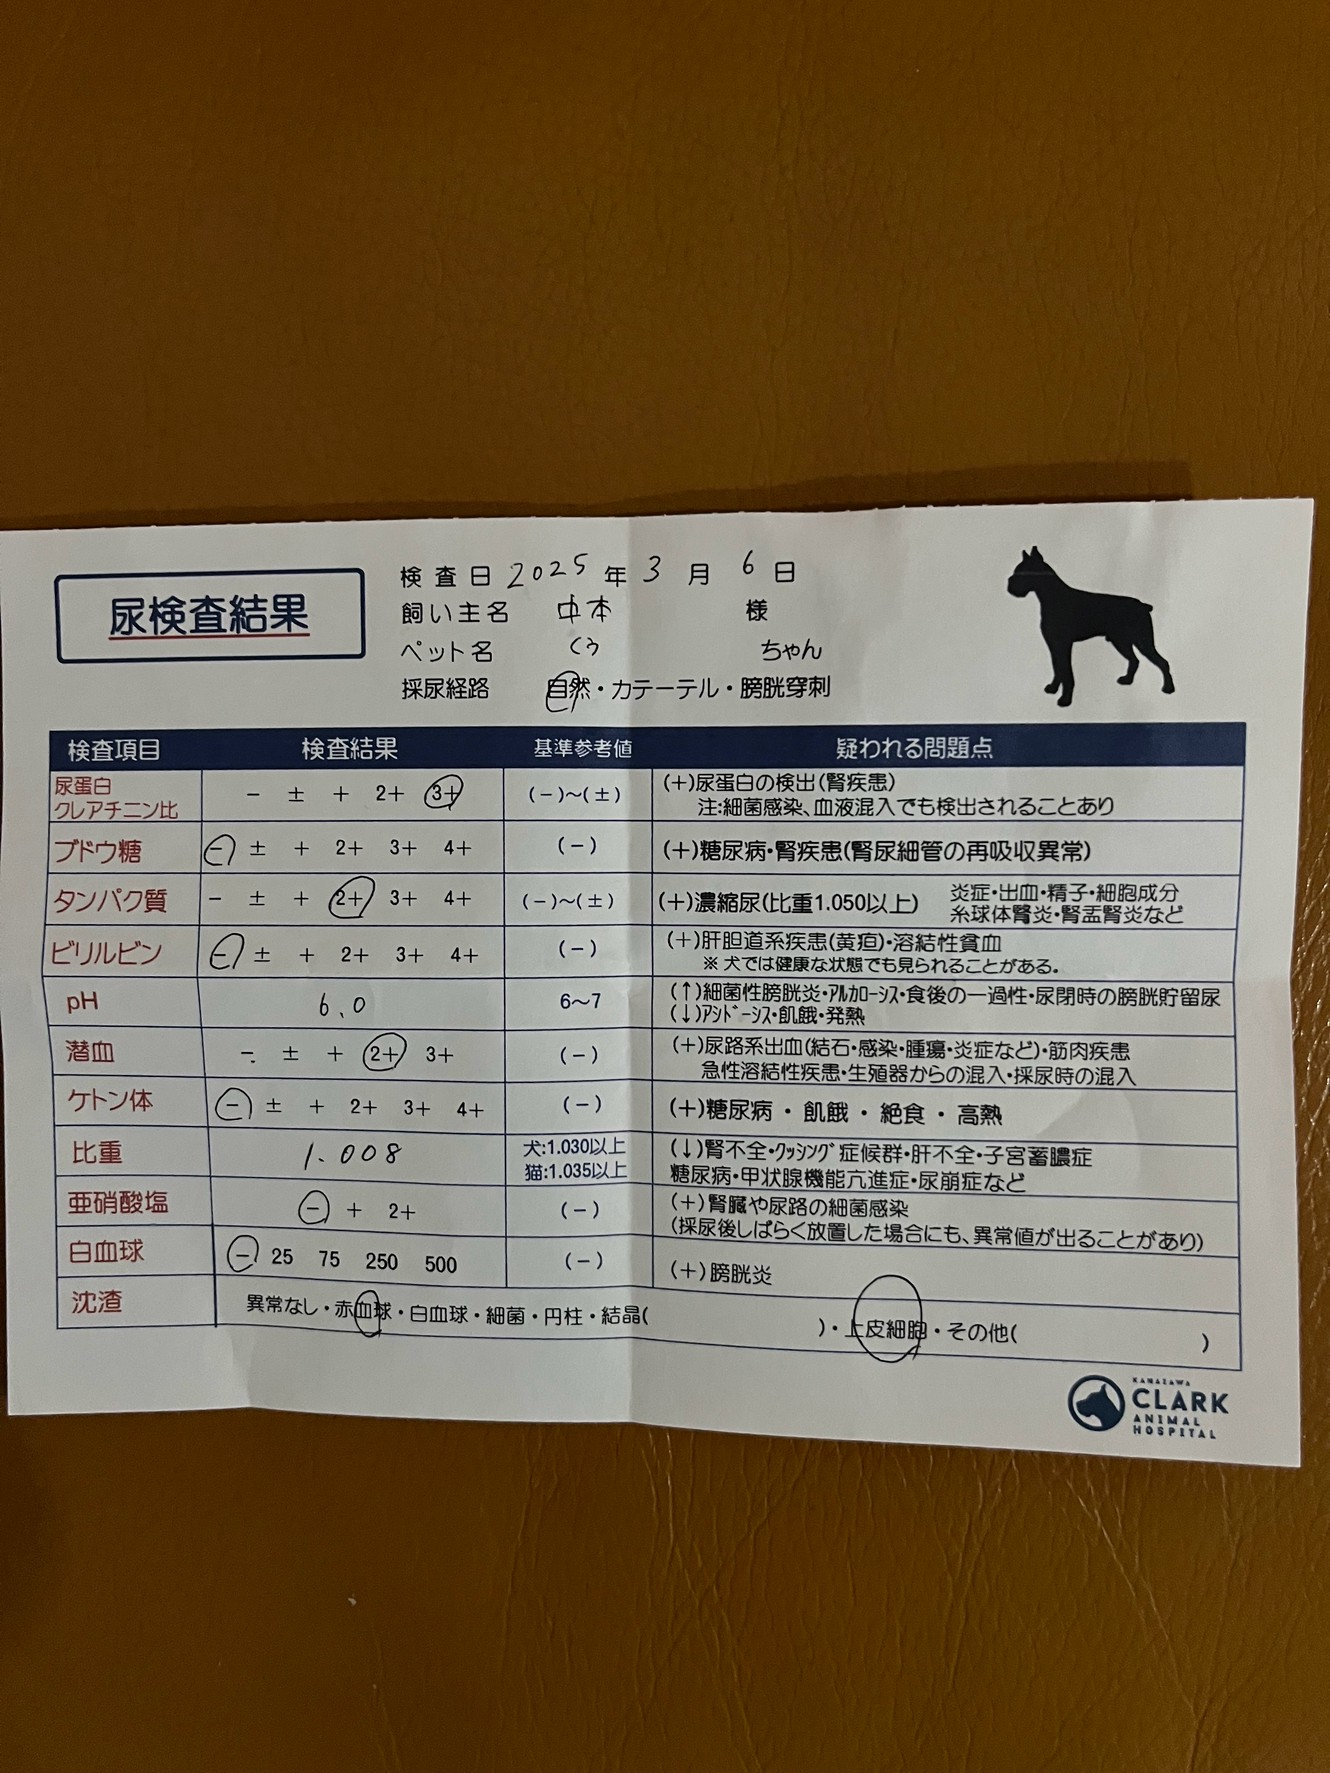 尿検査結果
検査日 2025 年 3 月 6 日
飼い主名 中本 様
ペット名 くう ちゃん
採尿経路 自然・カテーテル・膀胱穿刺
検査項目 検査結果 基準参考値 疑われる問題点
尿蛋白
クレアチニン比 - ± + 2+ 3+ (-)~(±) (+)尿蛋白の検出(腎疾患)
注:細菌感染、血液混入でも検出されることあり
ブドウ糖 - ± + 2+ 3+ 4+ (-) (+)糖尿病・腎疾患(腎尿細管の再吸収異常)
タンパク質 - ± + 2+ 3+ 4+ (-)~(±) (+)濃縮尿(比重1.050以上) 炎症・出血・精子・細胞成分
糸球体腎炎・腎盂腎炎など
ビリルビン - ± + 2+ 3+ 4+ (-) (+)肝胆道系疾患(黄疸)・溶結性貧血
※ 犬では健康な状態でも見られることがある。
pH 6.0 6~7 (↑)細菌性膀胱炎・アルカローシス・食後の一過性・尿閉時の膀胱貯留尿
(↓)アシドーシス・飢餓・発熱
潜血 - ± + 2+ 3+ (-) (+)尿路系出血(結石・感染・腫瘍・炎症など)・筋肉疾患
急性溶結性疾患・生殖器からの混入・採尿時の混入
ケトン体 - ± + 2+ 3+ 4+ (-) (+)糖尿病 ・ 飢餓 ・ 絶食 ・ 高熱
比重 1.008 犬:1.030以上 (↓)腎不全・クッシング症候群・肝不全・子宮蓄膿症
猫:1.035以上 糖尿病・甲状腺機能亢進症・尿崩症など
亜硝酸塩 - + 2+ (-) (+)腎臓や尿路の細菌感染
(採尿後しばらく放置した場合にも、異常値が出ることがあり)
白血球 - 25 75 250 500 (-) (+)膀胱炎
沈渣 異常なし・赤血球・白血球・細菌・円柱・結晶( )・上皮細胞・その他( )
KANAZAWA
CLARK
ANIMAL
HOSPITAL